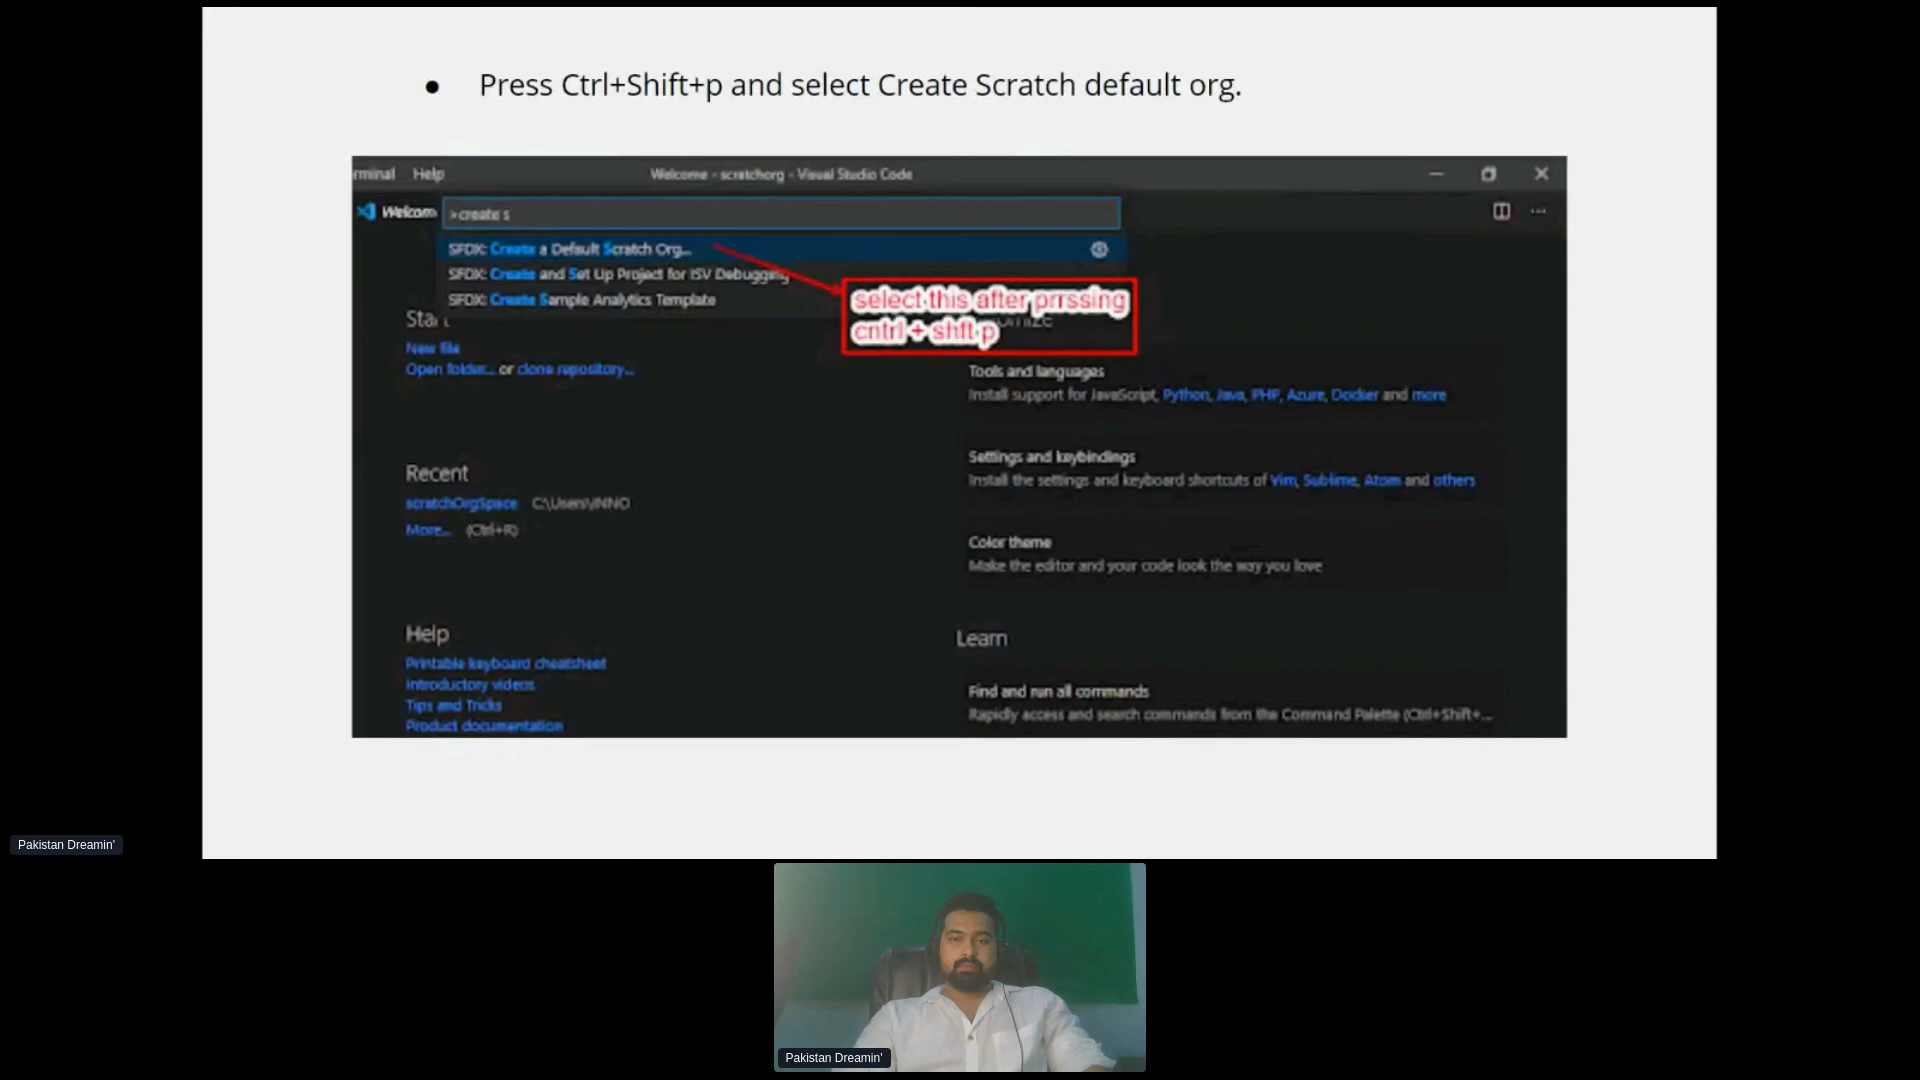 ● Press Ctrl+Shift+p and select Create Scratch default org.
rminal Help Welcome - scratchorg - Visual Studio Code
Welcom
>create s
SFDX: Create a Default Scratch Org...
SFDX: Create and Set Up Project for ISV Debugging
SFDX: Create Sample Analytics Template
select this after prrssing
cntrl + shft p
Start
New file
Open folder... or clone repository...
Recent
scratchOrgSpace C:\Users\INNO
More... (Ctrl+R)
Help
Printable keyboard cheatsheet
Introductory videos
Tips and Tricks
Product documentation
Tools and languages
Install support for JavaScript, Python, Java, PHP, Azure, Docker and more
Settings and keybindings
Install the settings and keyboard shortcuts of Vim, Sublime, Atom and others
Color theme
Make the editor and your code look the way you love
Learn
Find and run all commands
Rapidly access and search commands from the Command Palette (Ctrl+Shift+...
Pakistan Dreamin'
Pakistan Dreamin'